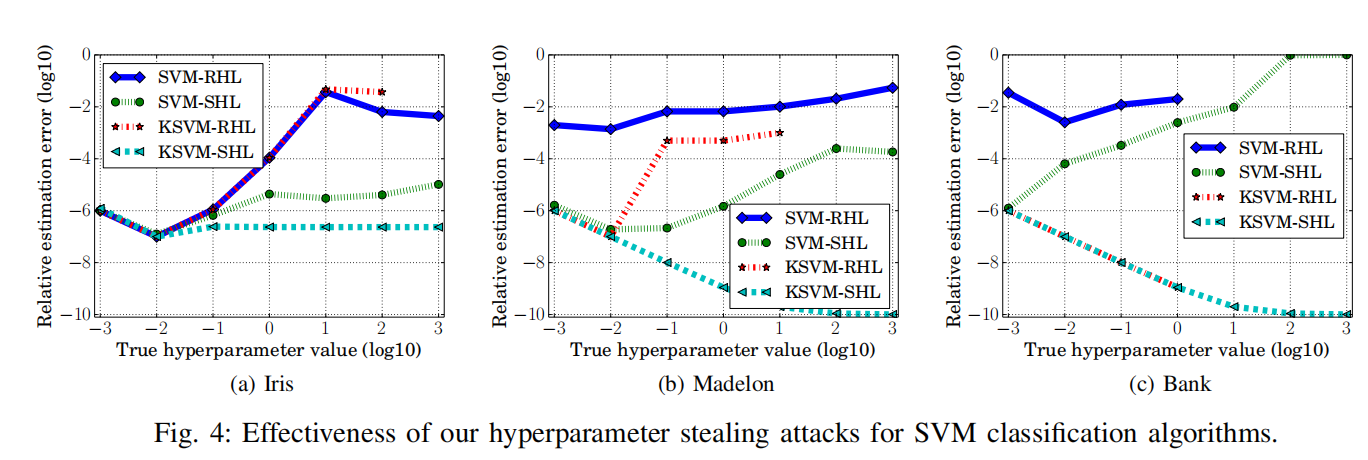 Relative estimation error (log10)
0
−2
−4
−6
−8
−10
SVM-RHL
SVM-SHL
KSVM-RHL
KSVM-SHL
−3 −2 −1 0 1 2 3
True hyperparameter value (log10)
(a) Iris
Relative estimation error (log10)
0
−2
−4
−6
−8
−10
SVM-RHL
SVM-SHL
KSVM-RHL
KSVM-SHL
−3 −2 −1 0 1 2 3
True hyperparameter value (log10)
(b) Madelon
Relative estimation error (log10)
0
−2
−4
−6
−8
−10
SVM-RHL
SVM-SHL
KSVM-RHL
KSVM-SHL
−3 −2 −1 0 1 2 3
True hyperparameter value (log10)
(c) Bank
Fig. 4: Effectiveness of our hyperparameter stealing attacks for SVM classification algorithms.